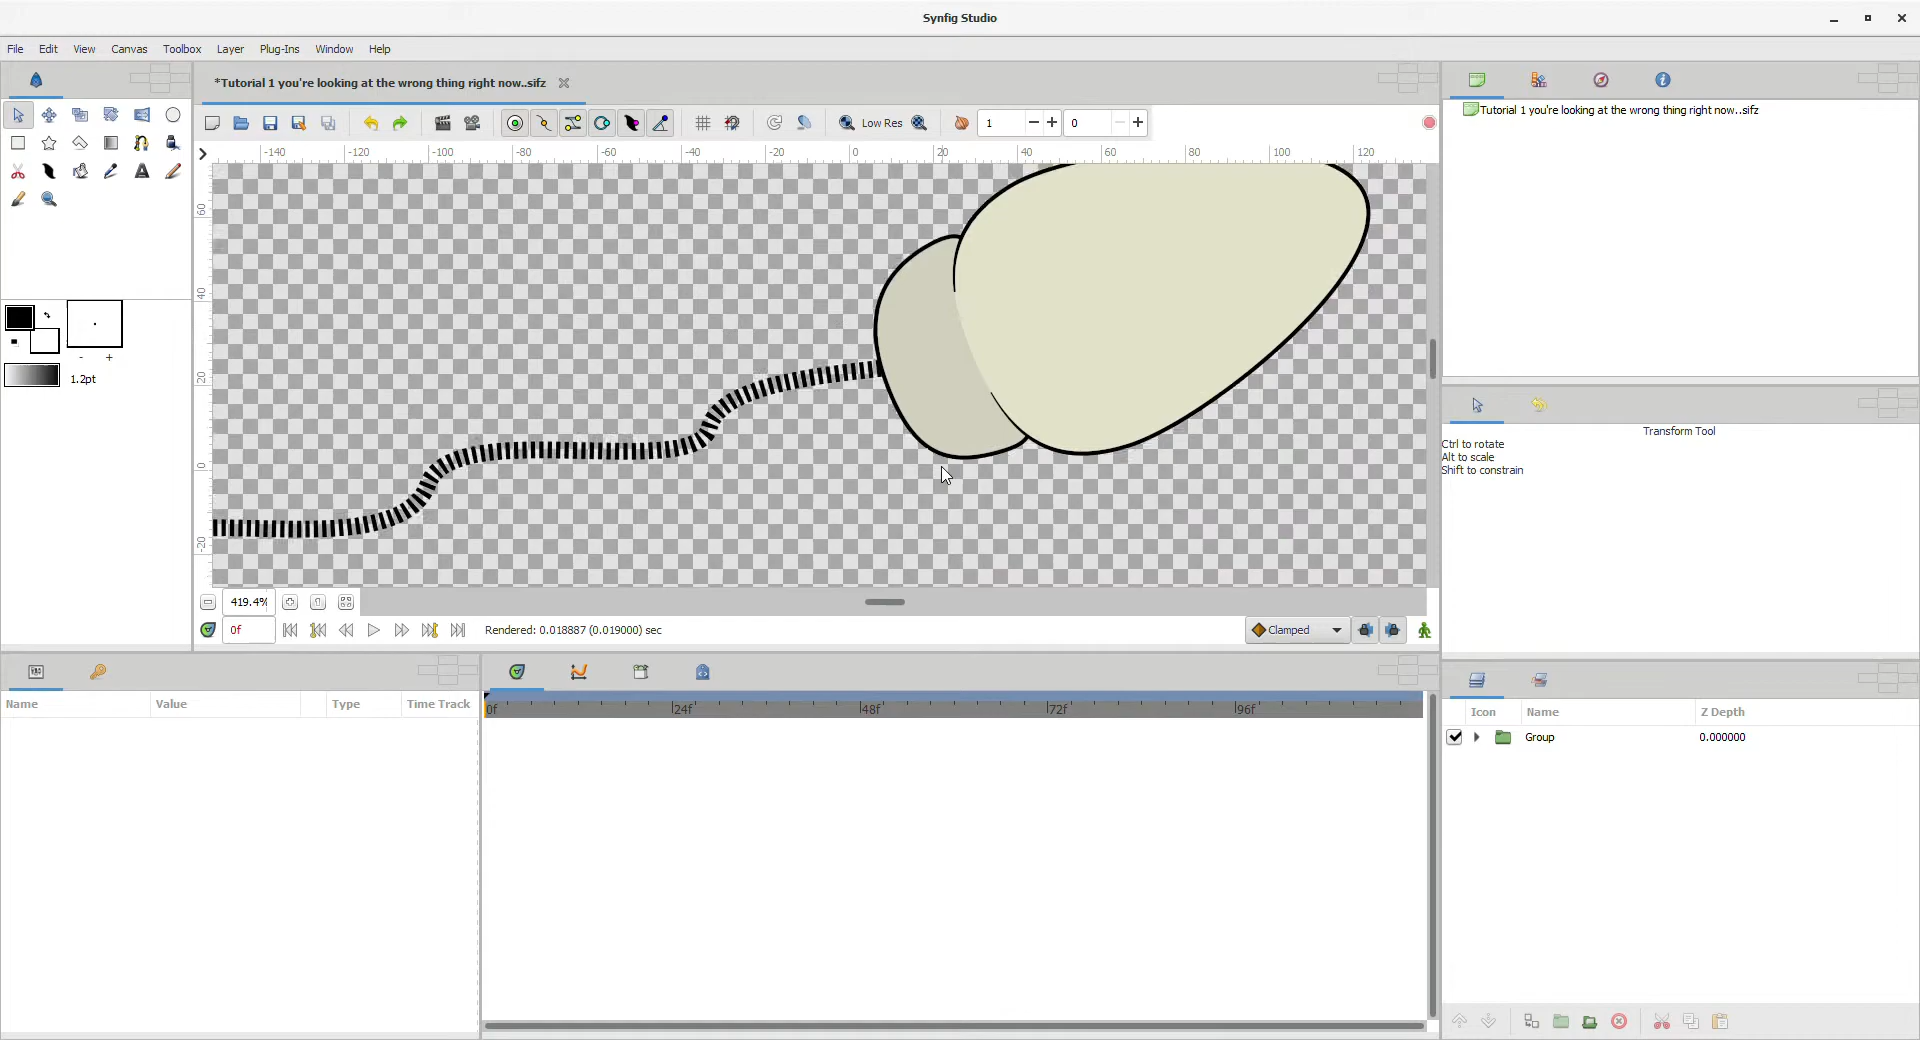 Synfig Studio
File Edit View Canvas Toolbox Layer Plug-Ins Window Help
*Tutorial 1 you're looking at the wrong thing right now..sifz
Low Res 1 0
-140 -120 -100 -80 -60 -40 -20 0 20 40 60 80 100 120
60
40
20
0
-20
- +
1.2pt
419.4%
0f
Rendered: 0.018887 (0.019000) sec
Clamped
Tutorial 1 you're looking at the wrong thing right now..sifz
Transform Tool
Ctrl to rotate
Alt to scale
Shift to constrain
Name Value Type Time Track
0f 24f 48f 72f 96f
Icon Name Z Depth
Group 0.000000